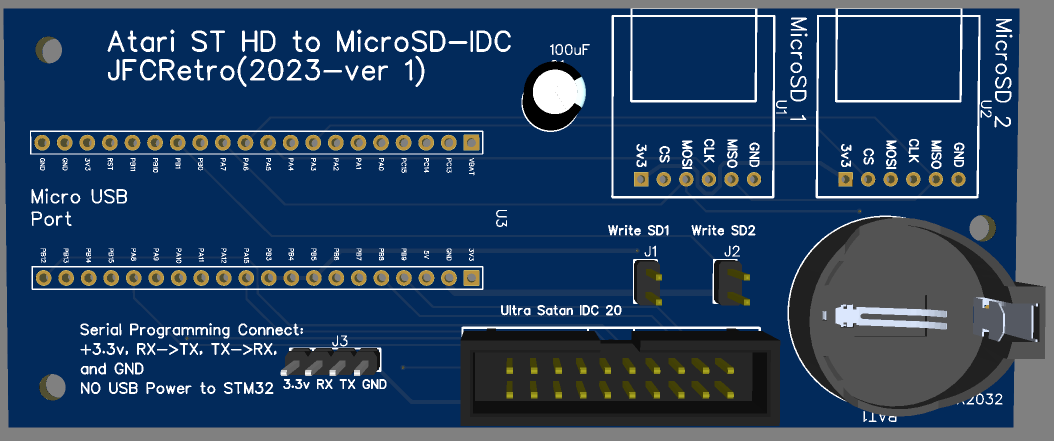 Atari ST HD to MicroSD-IDC
JFCRetro(2023-ver 1)
100uF
MicroSD 1
U1
MicroSD 2
U2
3v3 CS MOSI CLK MISO GND
3v3 CS MOSI CLK MISO GND
GND GND 3V3 RST PB11 PB10 PB1 PB0 PA7 PA6 PA5 PA4 PA3 PA2 PA1 PA0 PC15 PC14 PC13 VBAT
Micro USB
Port
U3
PB12 PB13 PB14 PB15 PA8 PA9 PA10 PA11 PA12 PA15 PB3 PB4 PB5 PB6 PB7 PB8 PB9 5V GND 3V3
Write SD1 Write SD2
J1 J2
Ultra Satan IDC 20
Serial Programming Connect:
+3.3v, RX->TX, TX->RX,
and GND
NO USB Power to STM32
J3
3.3v RX TX GND
BAT1